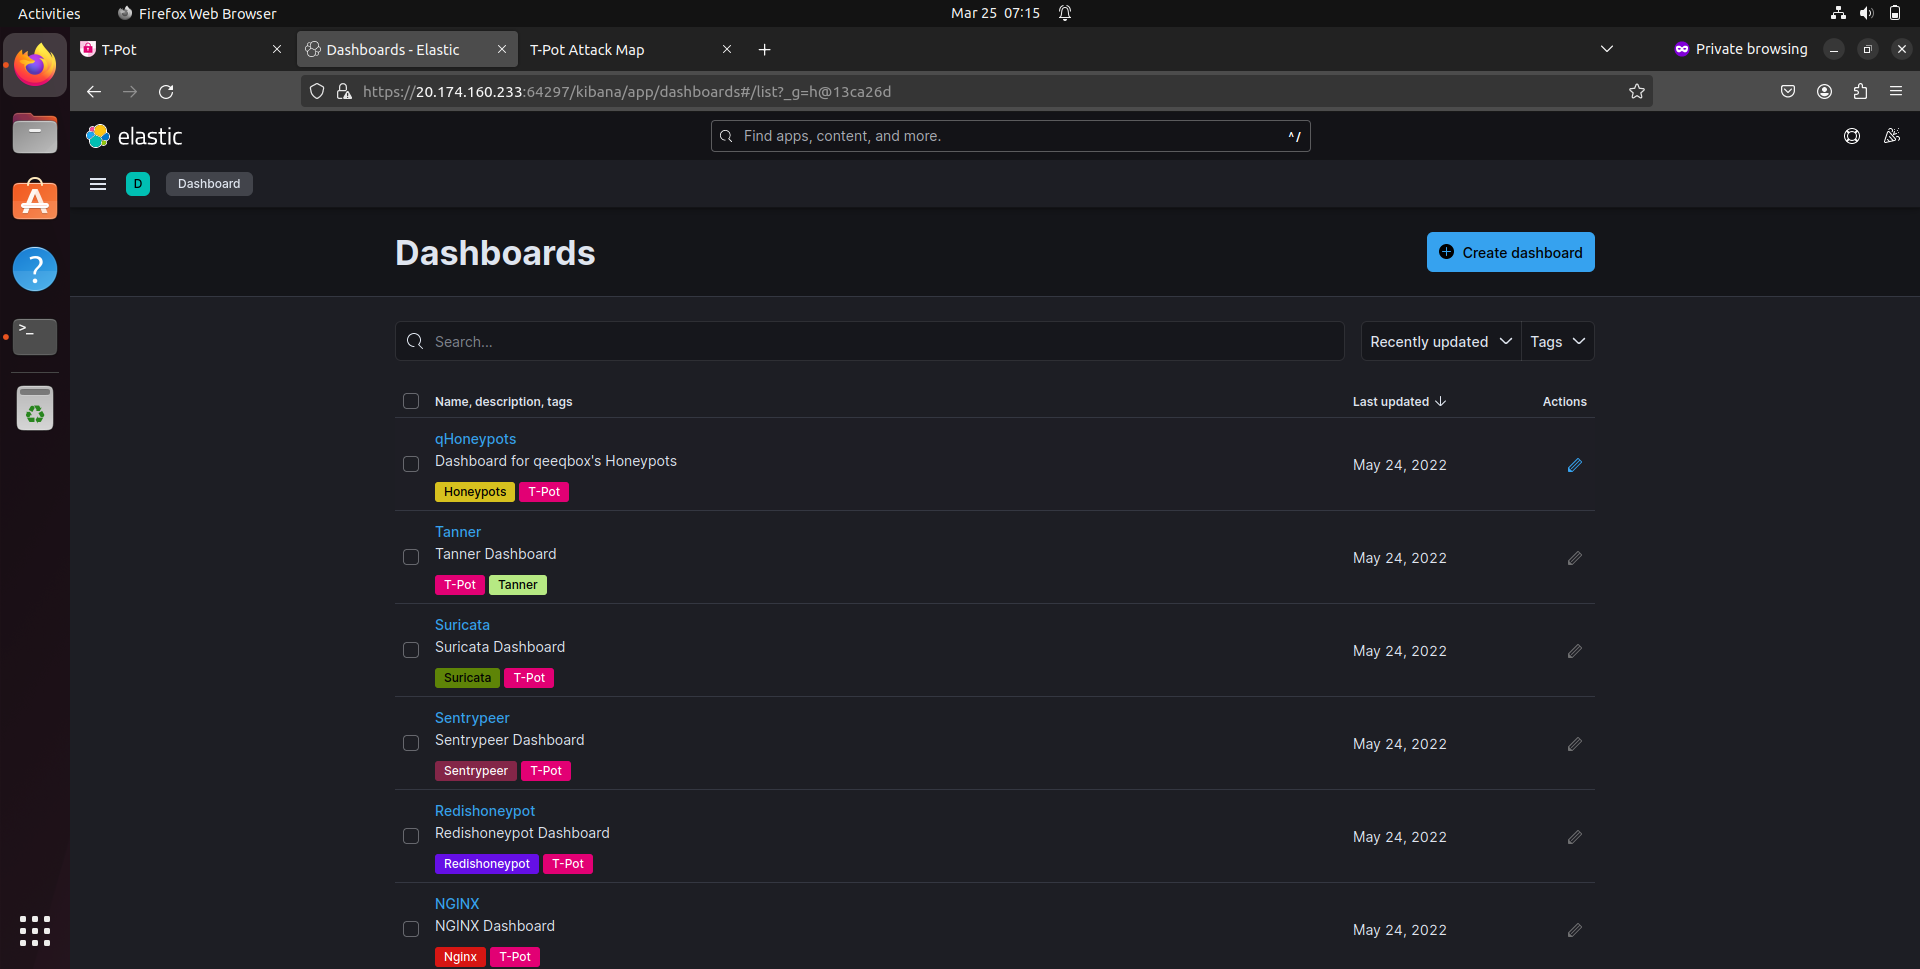 Activities
Firefox Web Browser
Mar 25 07:15
T-Pot
Dashboards - Elastic
T-Pot Attack Map
Private browsing
https://20.174.160.233:64297/kibana/app/dashboards#/list?_g=h@13ca26d
elastic
Find apps, content, and more.
^/
D
Dashboard
Dashboards
Create dashboard
Search...
Recently updated
Tags
Name, description, tags
Last updated
Actions
qHoneypots
Dashboard for qeeqbox's Honeypots
Honeypots T-Pot
May 24, 2022
Tanner
Tanner Dashboard
T-Pot Tanner
May 24, 2022
Suricata
Suricata Dashboard
Suricata T-Pot
May 24, 2022
Sentrypeer
Sentrypeer Dashboard
Sentrypeer T-Pot
May 24, 2022
Redishoneypot
Redishoneypot Dashboard
Redishoneypot T-Pot
May 24, 2022
NGINX
NGINX Dashboard
Nginx T-Pot
May 24, 2022